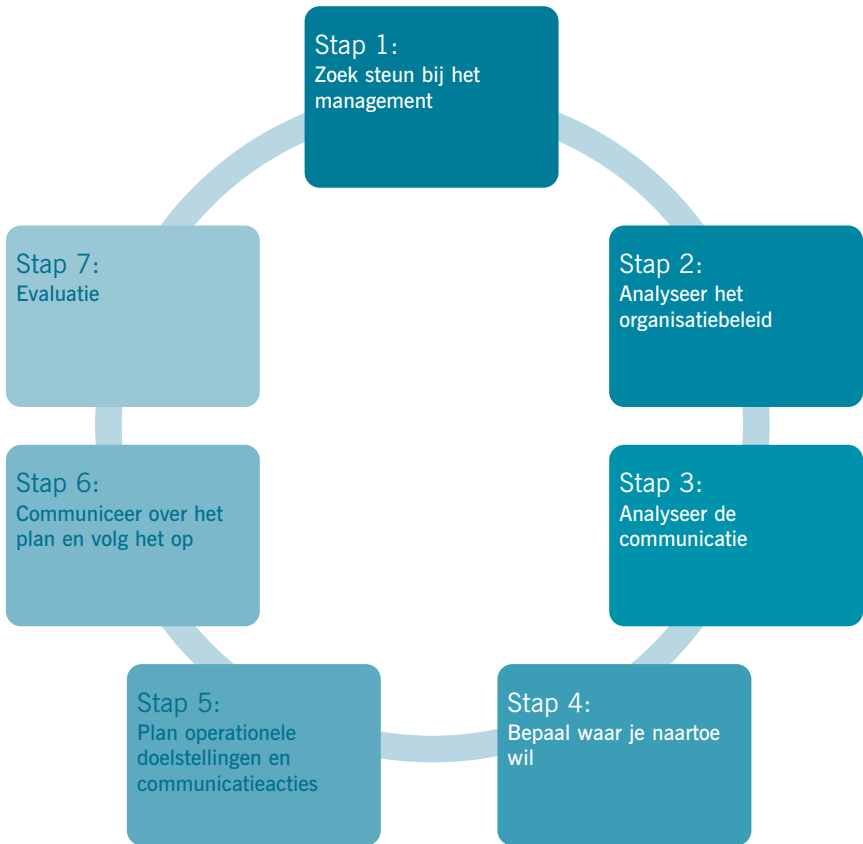 Stap 1:
Zoek steun bij het
management
Stap 2:
Analyseer het
organisatiebeleid
Stap 3:
Analyseer de
communicatie
Stap 4:
Bepaal waar je naartoe
wil
Stap 5:
Plan operationele
doelstellingen en
communicatieacties
Stap 6:
Communiceer over het
plan en volg het op
Stap 7:
Evaluatie